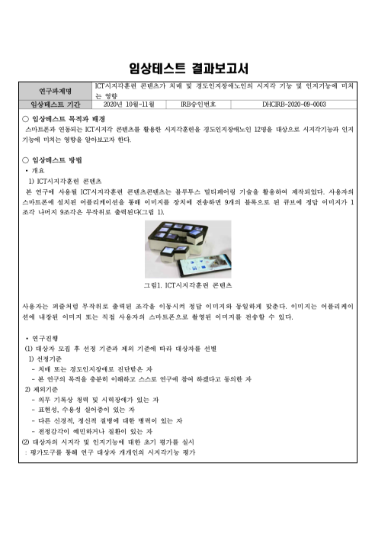 임상테스트 결과보고서
연구과제명
ICT시지각훈련 콘텐츠가 치매 및 경도인지장애노인의 시지각 기능 및 인지기능에 미치
는 영향
임상테스트 기간 2020년 10월-11월 IRB승인번호 DHCIRB-2020-09-0003
○ 임상테스트 목적과 배경
스마트폰과 연동되는 ICT시지각 콘텐츠를 활용한 시지각훈련을 경도인지장애노인 12명을 대상으로 시지각기능과 인지
기능에 미치는 영향을 알아보고자 한다.
○ 임상테스트 방법
• 개요
1) ICT시지각훈련 콘텐츠
본 연구에 사용될 ICT시지각훈련 콘텐츠콘텐츠는 블루투스 멀티페어링 기술을 활용하여 제작되었다. 사용자의
스마트폰에 설치된 어플리케이션을 통해 이미지를 장치에 전송하면 9개의 블록으로 된 큐브에 정답 이미지가 1
조각 나머지 9조각은 무작위로 출력된다(그림 1).
그림1. ICT시지각훈련 콘텐츠
사용자는 퍼즐처럼 무작위로 출력된 조각을 이동시켜 정답 이미지와 동일하게 맞춘다. 이미지는 어플리케이
션에 내장된 이미지 또는 직접 사용자의 스마트폰으로 촬영된 이미지를 전송할 수 있다.
• 연구진행
(1) 대상자 모집 후 선정 기준과 제외 기준에 따라 대상자를 선별
1) 선정기준
- 치매 또는 경도인지장애로 진단받은 자
- 본 연구의 목적을 충분히 이해하고 스스로 연구에 참여 하겠다고 동의한 자
2) 제외기준
- 의무 기록상 청력 및 시력장애가 있는 자
- 표현성, 수용성 실어증이 있는 자
- 다른 신경적, 정신적 질병에 대한 병력이 있는 자
- 전정감각이 예민하거나 질환이 있는 자
(2) 대상자의 시지각 및 인지기능에 대한 초기 평가를 실시
: 평가도구를 통해 연구 대상자 개개인의 시지각기능 평가